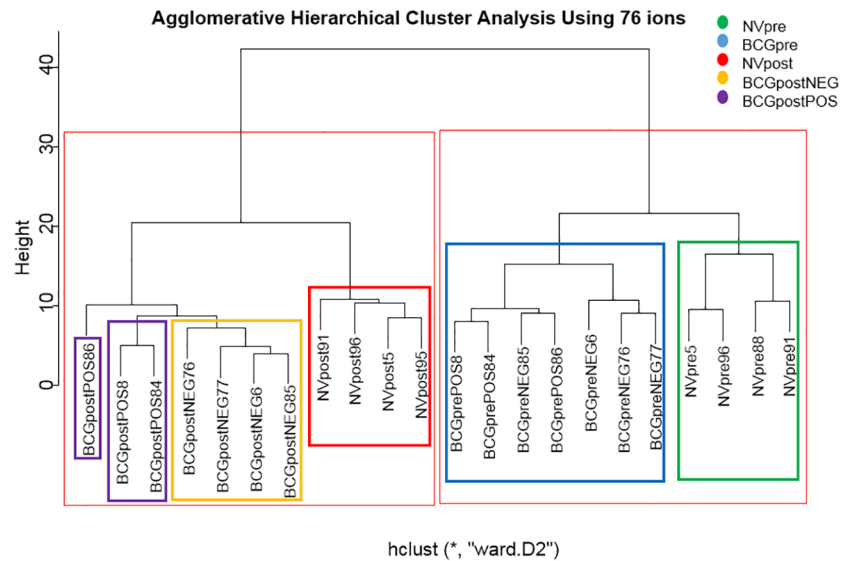 Agglomerative Hierarchical Cluster Analysis Using 76 ions
NVpre
BCGpre
NVpost
BCGpostNEG
BCGpostPOS
Height
40
30
20
10
0
BCGpostPOS86
BCGpostPOS8
BCGpostPOS84
BCGpostNEG76
BCGpostNEG77
BCGpostNEG6
BCGpostNEG85
NVpost91
NVpost96
NVpost5
NVpost95
BCGprePOS8
BCGprePOS84
BCGpreNEG85
BCGprePOS86
BCGpreNEG6
BCGpreNEG76
BCGpreNEG77
NVpre5
NVpre96
NVpre88
NVpre91
hclust (*, "ward.D2")